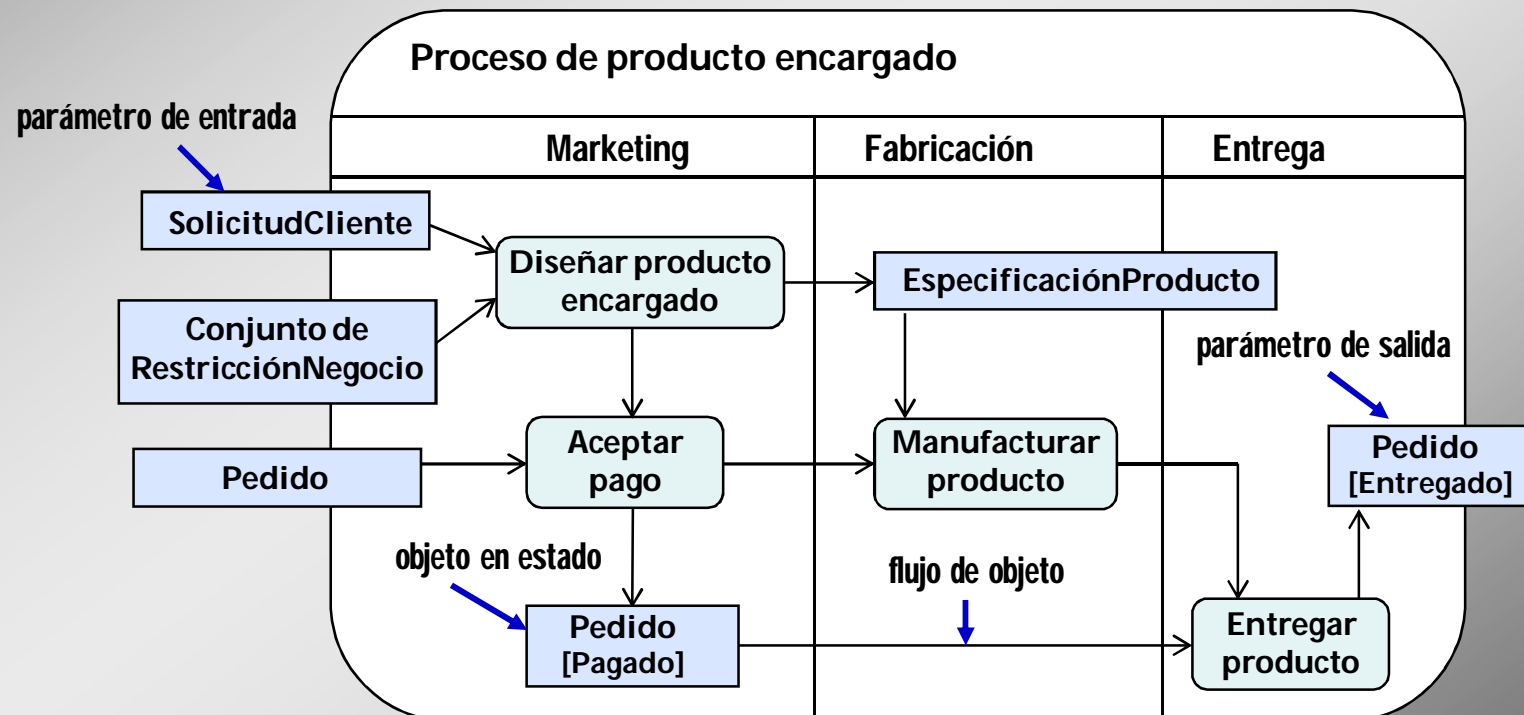 Proceso de producto encargado
parámetro de entrada
Marketing
Fabricación
Entrega
SolicitudCliente
Diseñar producto
encargado
EspecificaciónProducto
Conjunto de
RestricciónNegocio
parámetro de salida
Aceptar
pago
Manufacturar
producto
Pedido
Pedido
[Entregado]
objeto en estado
flujo de objeto
Pedido
[Pagado]
Entregar
producto